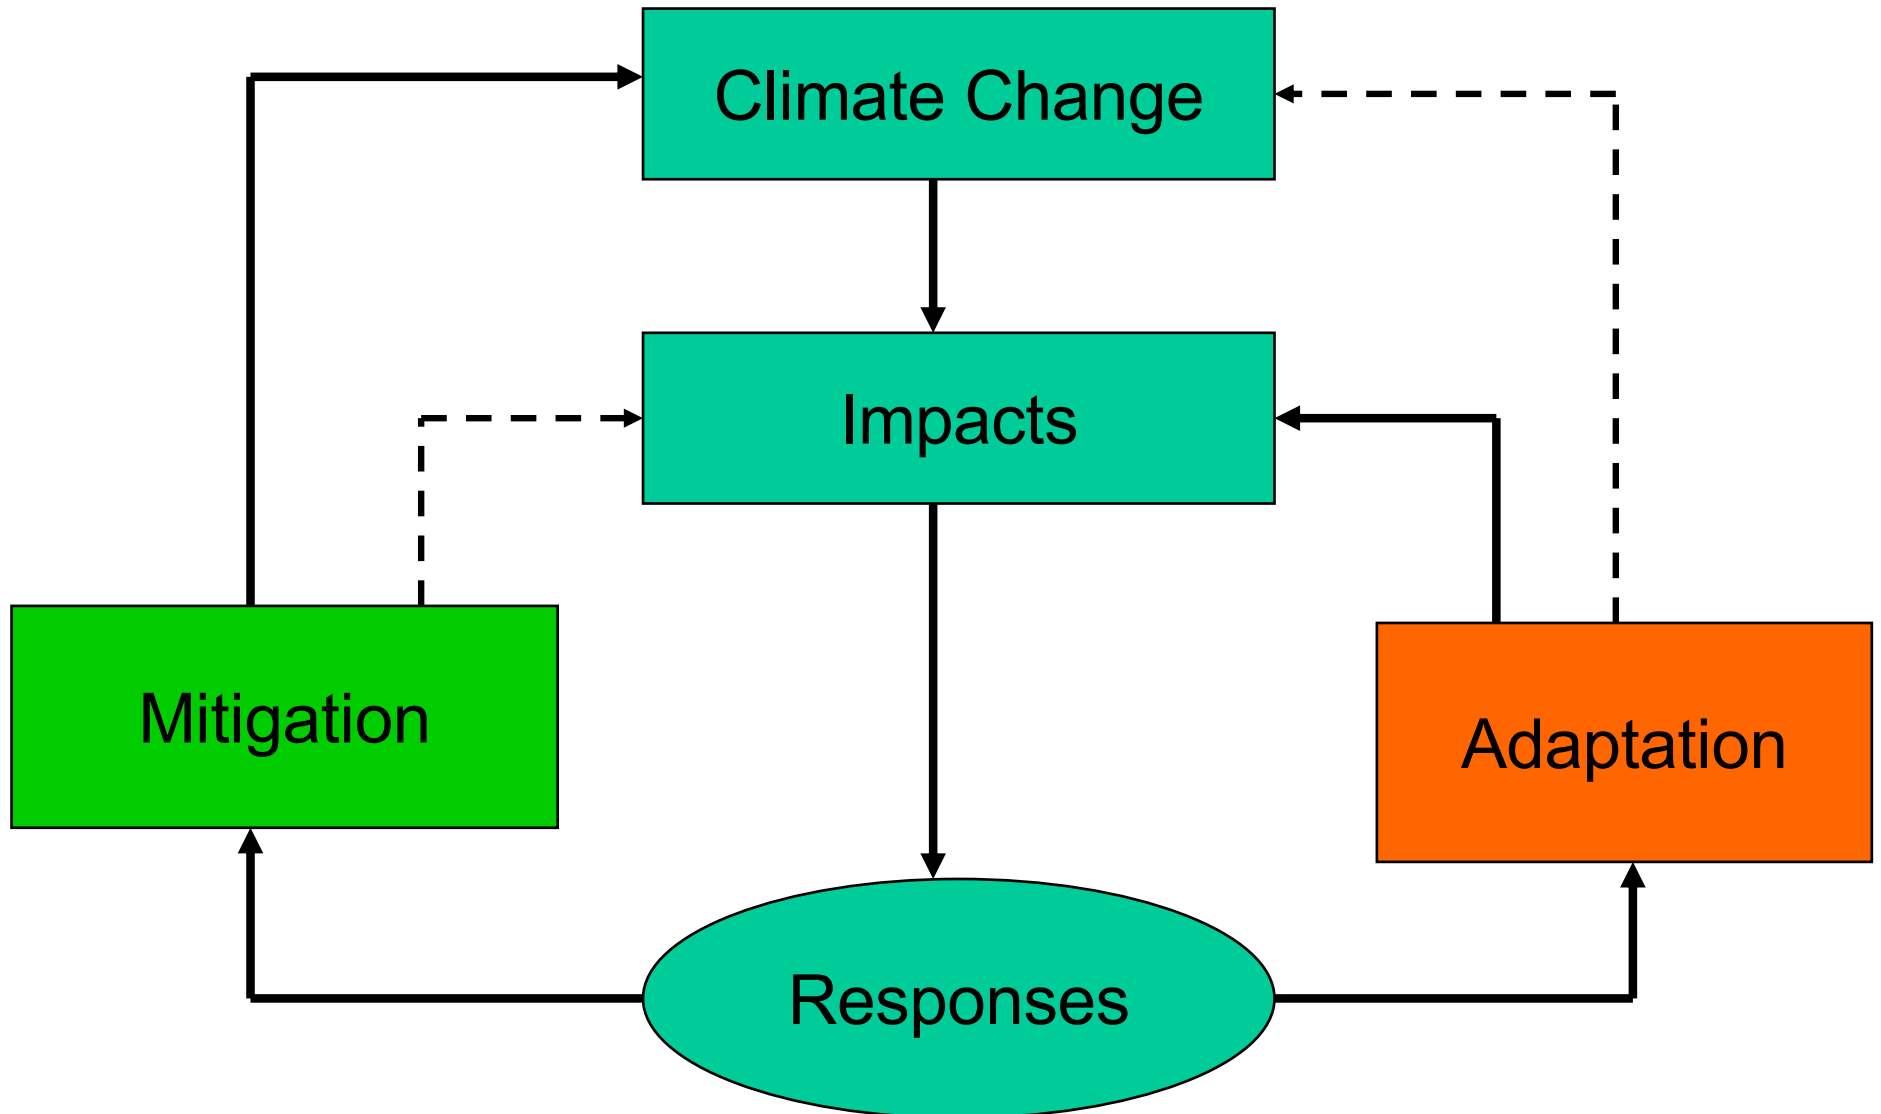 Climate Change
Impacts
Mitigation
Adaptation
Responses